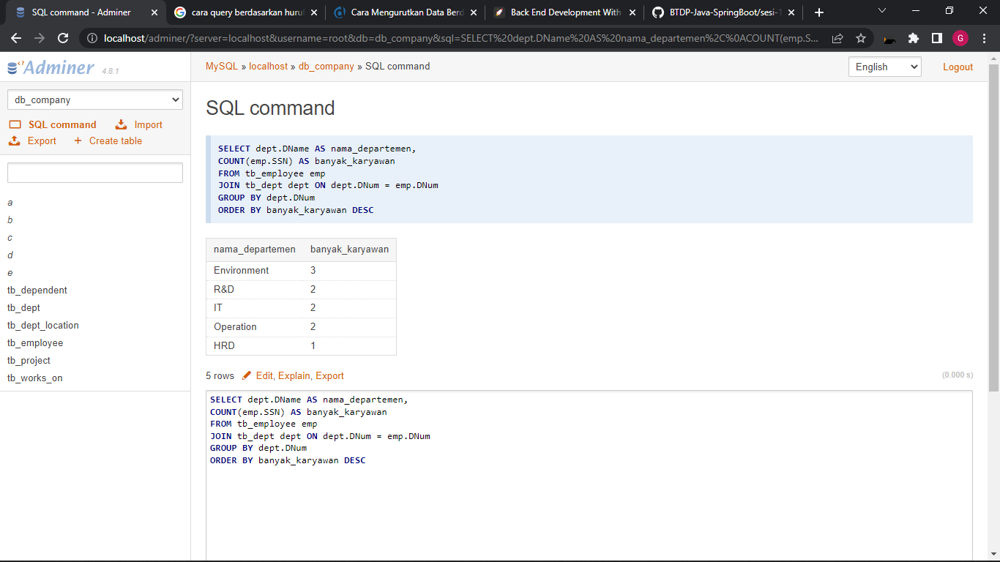 SQL command - Adminer
cara query berdasarkan huru
Cara Mengurutkan Data Berd
Back End Development With
BTDP-Java-SpringBoot/sesi-1
localhost/adminer/?server=localhost&username=root&db=db_company&sql=SELECT%20dept.DName%20AS%20nama_departemen%2C%0ACOUNT(emp.S...
G
Adminer 4.8.1
MySQL » localhost » db_company » SQL command
English
Logout
db_company
SQL command
Import
Export
+ Create table
a
b
c
d
e
tb_dependent
tb_dept
tb_dept_location
tb_employee
tb_project
tb_works_on
SQL command
SELECT dept.DName AS nama_departemen,
COUNT(emp.SSN) AS banyak_karyawan
FROM tb_employee emp
JOIN tb_dept dept ON dept.DNum = emp.DNum
GROUP BY dept.DNum
ORDER BY banyak_karyawan DESC
nama_departemen banyak_karyawan
Environment 3
R&D 2
IT 2
Operation 2
HRD 1
5 rows Edit, Explain, Export
(0.000 s)
SELECT dept.DName AS nama_departemen,
COUNT(emp.SSN) AS banyak_karyawan
FROM tb_employee emp
JOIN tb_dept dept ON dept.DNum = emp.DNum
GROUP BY dept.DNum
ORDER BY banyak_karyawan DESC